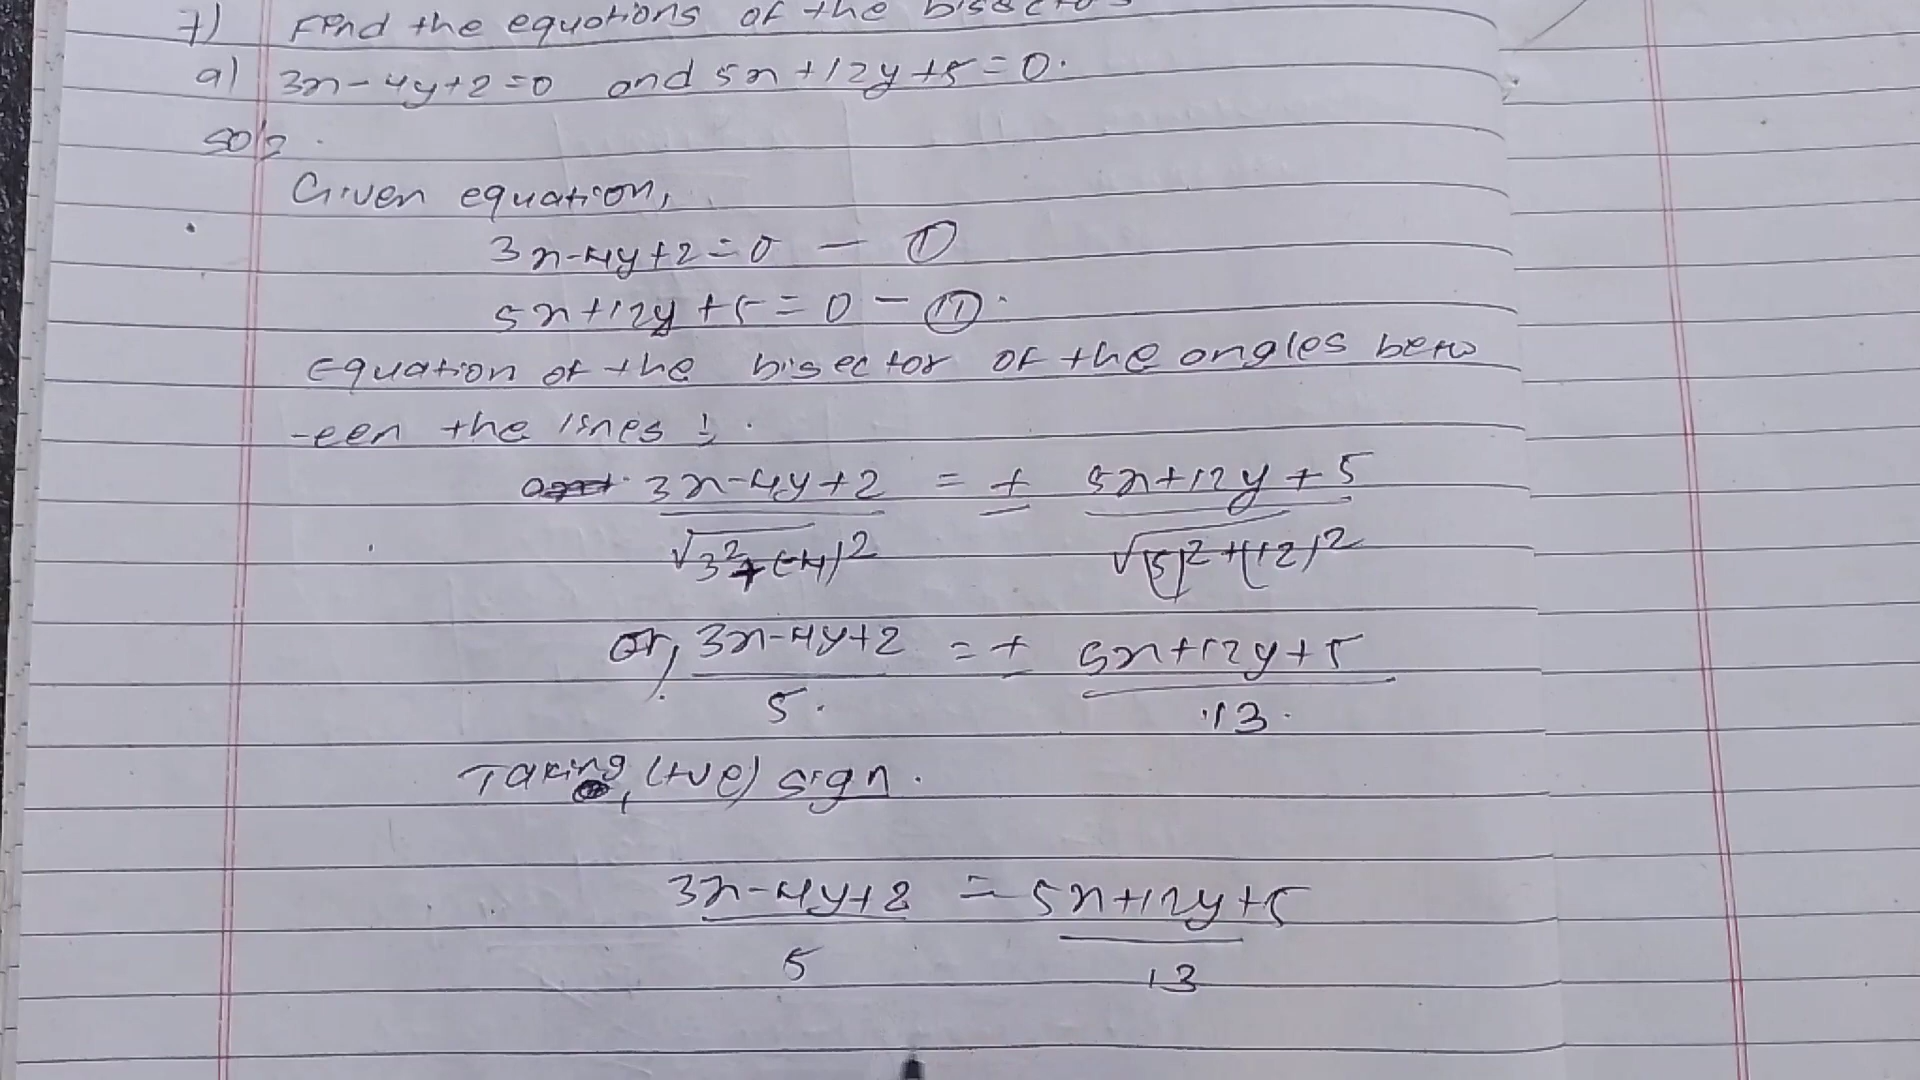 7) Find the equations of the bisector
a) 3x-4y+2=0 and 5x+12y+5=0.
Solⁿ.
Given equation,
3x-4y+2=0 — ①
5x+12y+5=0 — ⑪.
Equation of the bisector of the angles betw
-een the lines :.
3x-4y+2 = ± 5x+12y+5
√3²+(-4)² √(5)²+(12)²
or, 3x-4y+2 = ± 5x+12y+5
5. 13.
Taking, (+ve) sign.
3x-4y+2 = 5x+12y+5
5 13